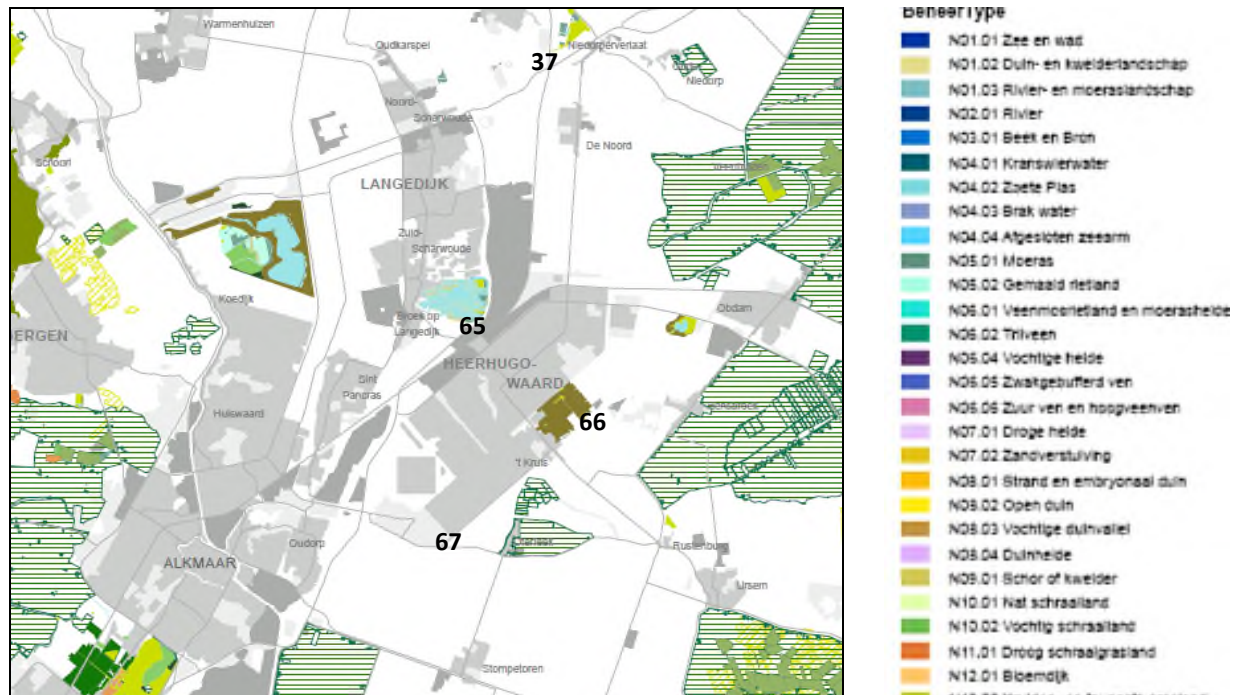 Warmenhuizen
Oudkarspel
Niedorperverlaat
37
Niedorp
Noord-
Scharwoude
De Noord
Schoorl
LANGEDIJK
Zuid-
Scharwoude
Koedijk
Obdam
Broek op
Langedijk
65
BERGEN
HEERHUGO-
WAARD
Sint
Pancras
Huiswaard
66
't Kruis
67
Oudorp
Rustenburg
ALKMAAR
Ursem
Stompetoren
BeheerType
N01.01 Zee en wad
N01.02 Duin- en kwelderlandschap
N01.03 Rivier- en moeraslandschap
N02.01 Rivier
N03.01 Beek en Bron
N04.01 Kranswierwater
N04.02 Zoete Plas
N04.03 Brak water
N04.04 Afgesloten zeearm
N05.01 Moeras
N05.02 Gemaaid rietland
N06.01 Veenmosrietland en moerasheide
N06.02 Trilveen
N06.04 Vochtige heide
N06.05 Zwakgebufferd ven
N06.06 Zuur ven en hoogveenven
N07.01 Droge heide
N07.02 Zandverstuiving
N08.01 Strand en embryonaal duin
N08.02 Open duin
N08.03 Vochtige duinvallei
N08.04 Duinheide
N09.01 Schor of kwelder
N10.01 Nat schraalland
N10.02 Vochtig schraalland
N11.01 Droog schraalgrasland
N12.01 Bloemdijk